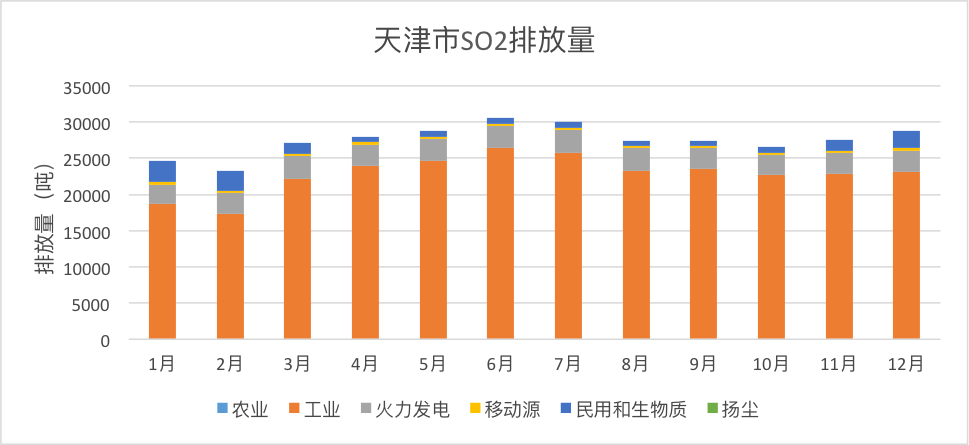 天津市SO2排放量
排放量（吨）
35000
30000
25000
20000
15000
10000
5000
0
1月 2月 3月 4月 5月 6月 7月 8月 9月 10月 11月 12月
农业 工业 火力发电 移动源 民用和生物质 扬尘